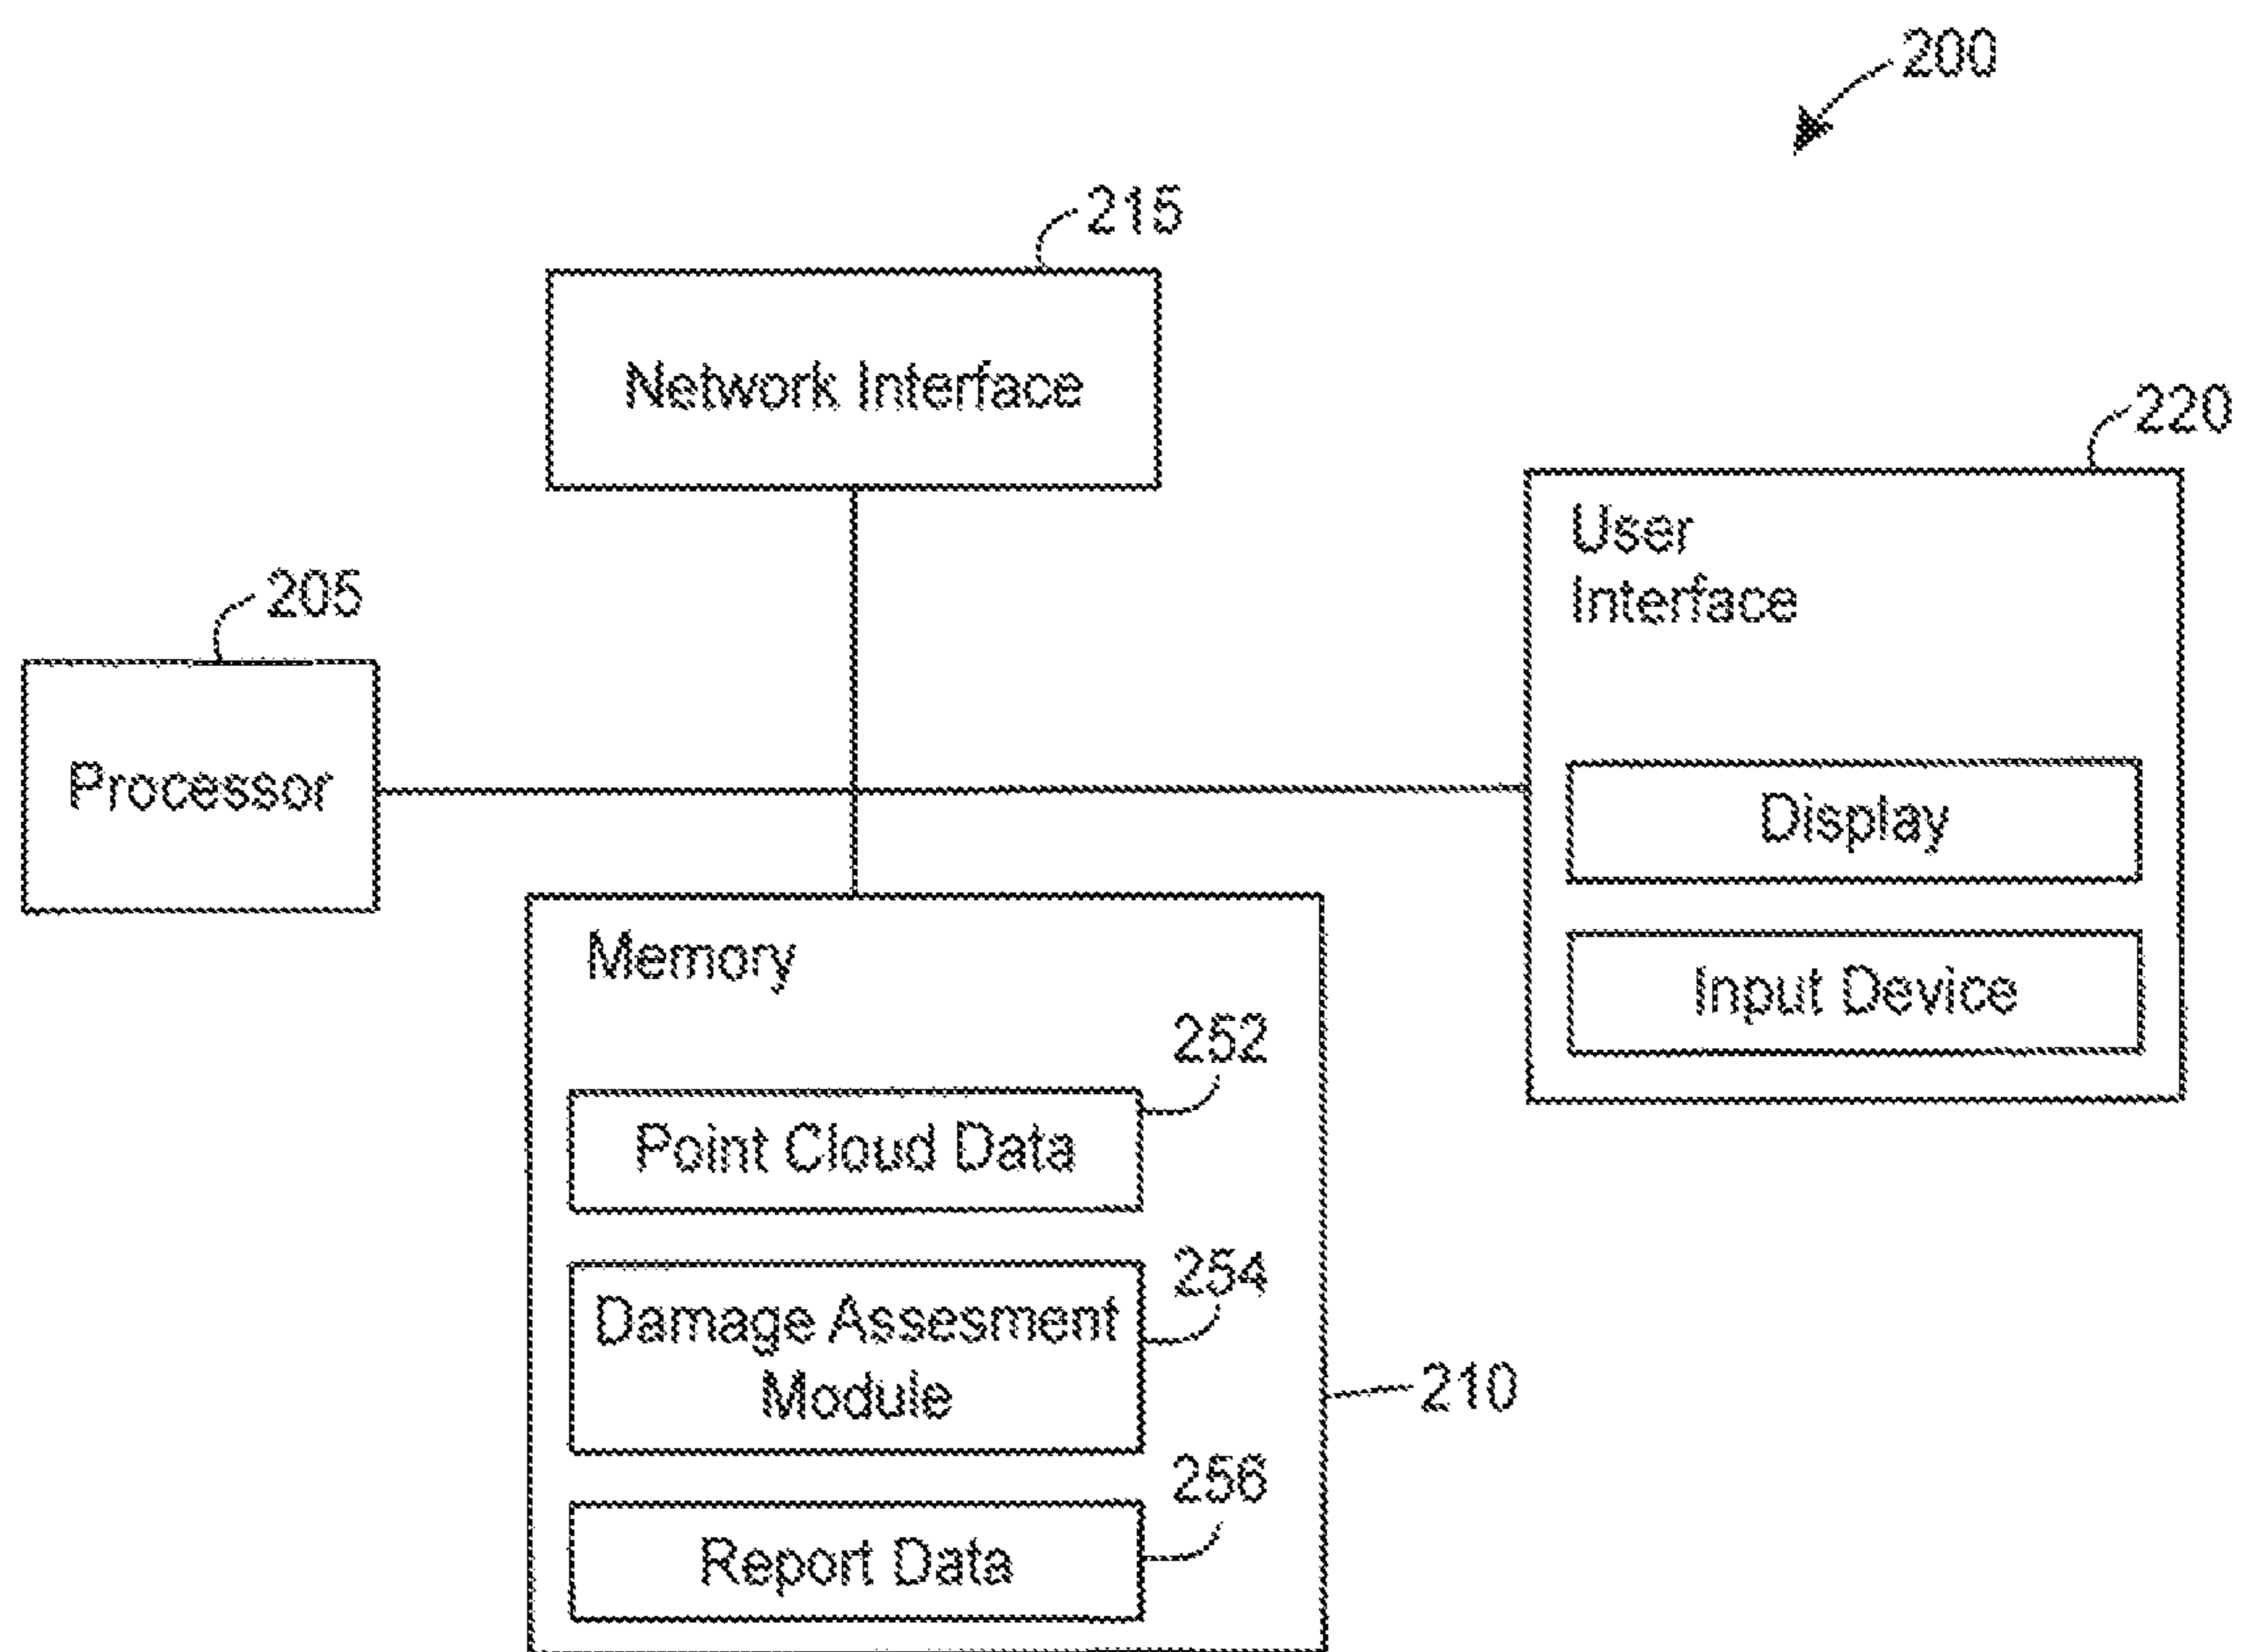 200
215
Network Interface
220
User
Interface
205
Processor
Display
Input Device
Memory
252
Point Cloud Data
254
Damage Assesment
Module
210
256
Report Data